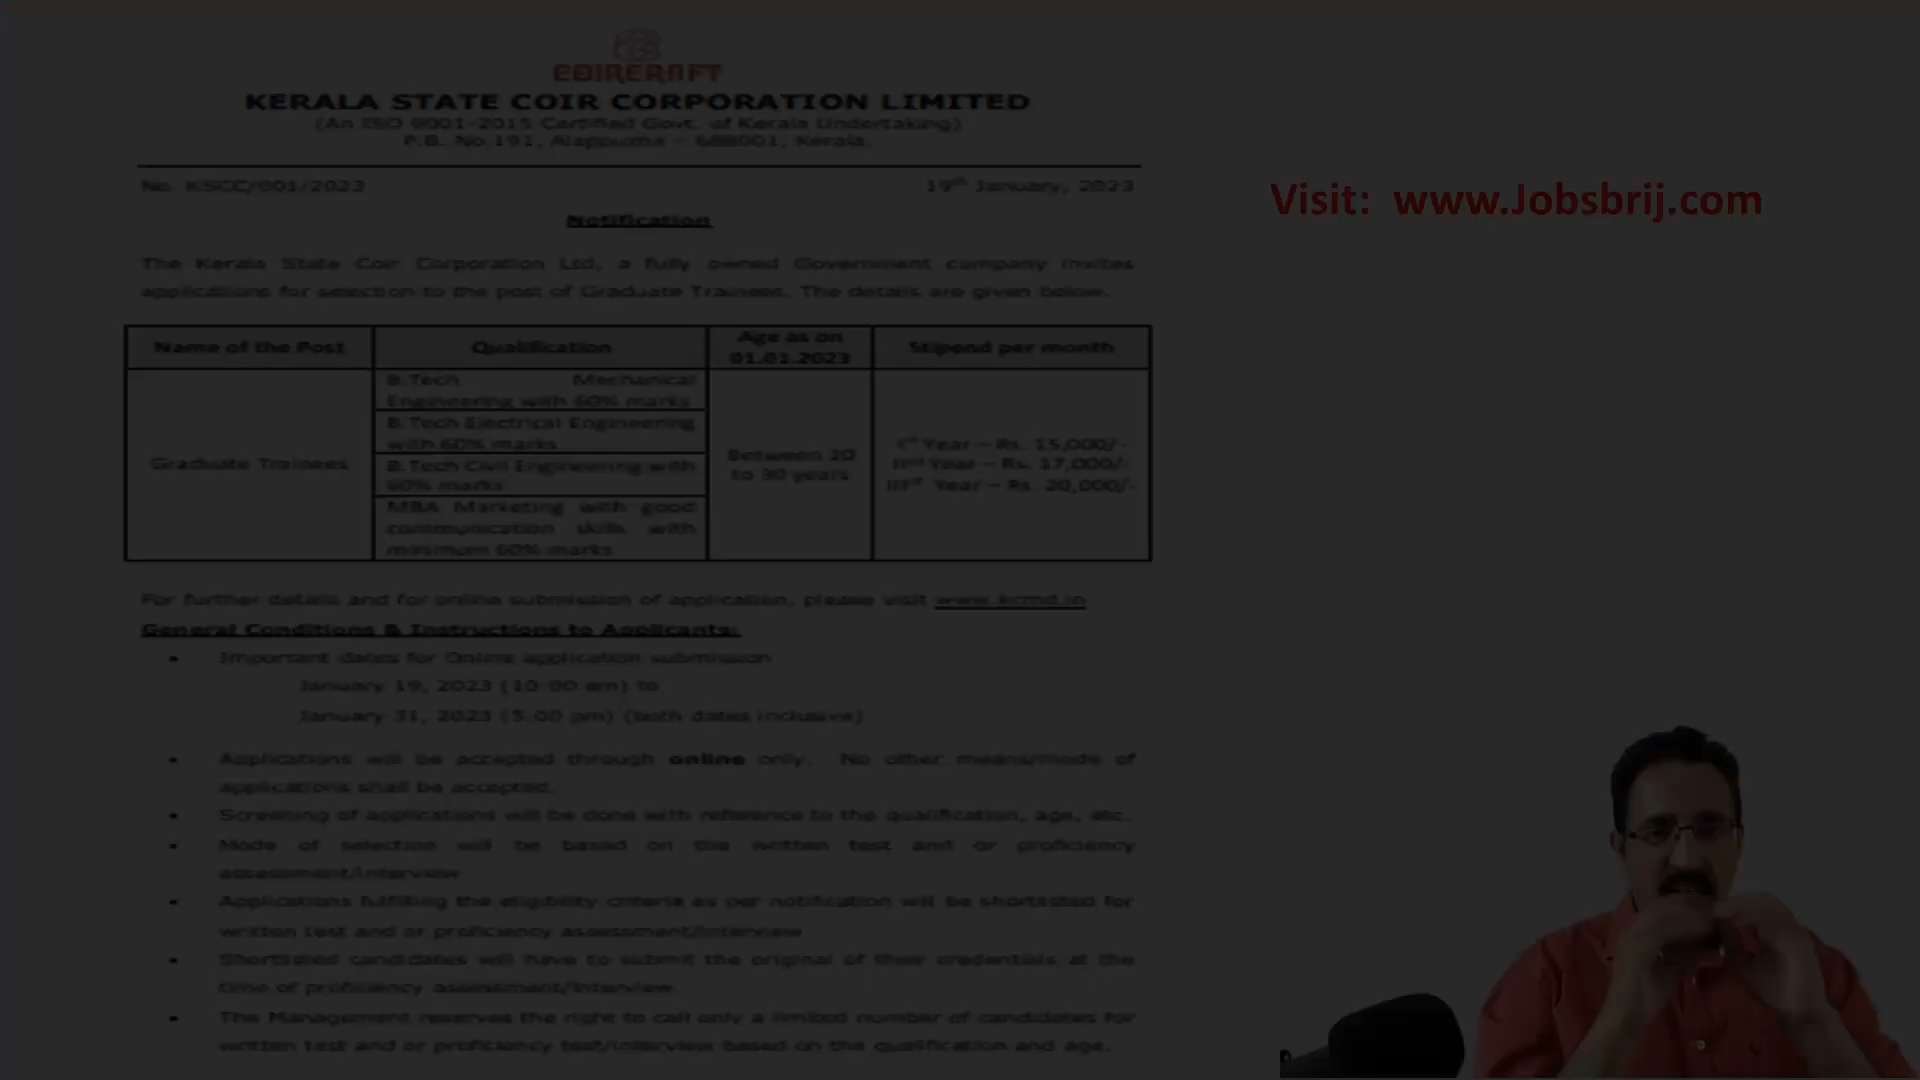 COIRCRAFT
KERALA STATE COIR CORPORATION LIMITED
(An ISO 9001-2015 Certified Govt. of Kerala Undertaking)
P.B. No.191, Alappuzha – 688001, Kerala.
No. KSCC/001/2023
19th January, 2023
Visit: www.Jobsbrij.com
Notification
The Kerala State Coir Corporation Ltd, a fully owned Government company invites
applications for selection to the post of Graduate Trainees. The details are given below.
Name of the Post
Qualification
Age as on
01.01.2023
Stipend per month
Graduate Trainees
B.Tech Mechanical
Engineering with 60% marks
B.Tech Electrical Engineering
with 60% marks
B.Tech Civil Engineering with
60% marks
MBA Marketing with good
communication skills with
minimum 60% marks
Between 20
to 30 years
Ist Year – Rs. 15,000/-
IInd Year – Rs. 17,000/-
IIIrd Year – Rs. 20,000/-
For further details and for online submission of application, please visit www.kcmd.in
General Conditions & Instructions to Applicants:
• Important dates for Online application submission
January 19, 2023 (10:00 am) to
January 31, 2023 (5:00 pm) (both dates inclusive)
• Applications will be accepted through online only. No other means/mode of
applications shall be accepted.
• Screening of applications will be done with reference to the qualification, age, etc.
• Mode of selection will be based on the written test and or proficiency
assessment/interview
• Applications fulfilling the eligibility criteria as per notification will be shortlisted for
written test and or proficiency assessment/interview
• Shortlisted candidates will have to submit the original of their credentials at the
time of proficiency assessment/interview.
• The Management reserves the right to call only a limited number of candidates for
written test and or proficiency test/interview based on the qualification and age.